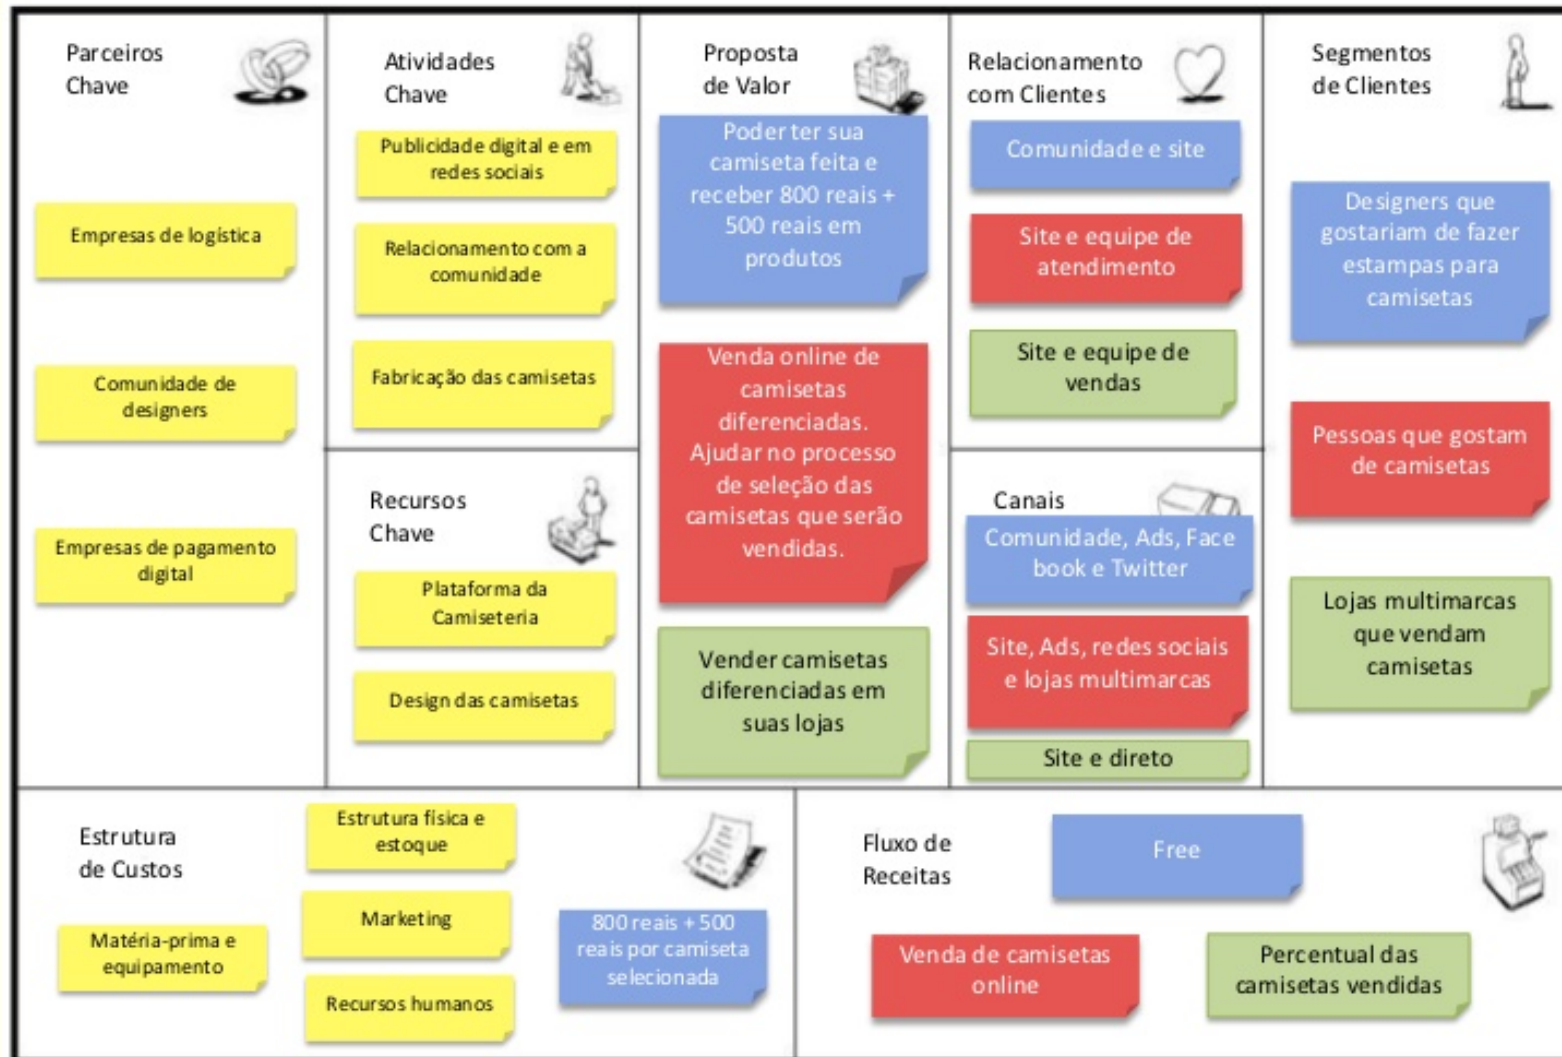 Parceiros
Chave
Empresas de logística
Comunidade de
designers
Empresas de pagamento
digital
Atividades
Chave
Publicidade digital e em
redes sociais
Relacionamento com a
comunidade
Fabricação das camisetas
Recursos
Chave
Plataforma da
Camiseteria
Design das camisetas
Proposta
de Valor
Poder ter sua
camiseta feita e
receber 800 reais +
500 reais em
produtos
Venda online de
camisetas
diferenciadas.
Ajudar no processo
de seleção das
camisetas que serão
vendidas.
Vender camisetas
diferenciadas em
suas lojas
Relacionamento
com Clientes
Comunidade e site
Site e equipe de
atendimento
Site e equipe de
vendas
Canais
Comunidade, Ads, Face
book e Twitter
Site, Ads, redes sociais
e lojas multimarcas
Site e direto
Segmentos
de Clientes
Designers que
gostariam de fazer
estampas para
camisetas
Pessoas que gostam
de camisetas
Lojas multimarcas
que vendam
camisetas
Estrutura
de Custos
Matéria-prima e
equipamento
Estrutura física e
estoque
Marketing
Recursos humanos
800 reais + 500
reais por camiseta
selecionada
Fluxo de
Receitas
Free
Venda de camisetas
online
Percentual das
camisetas vendidas